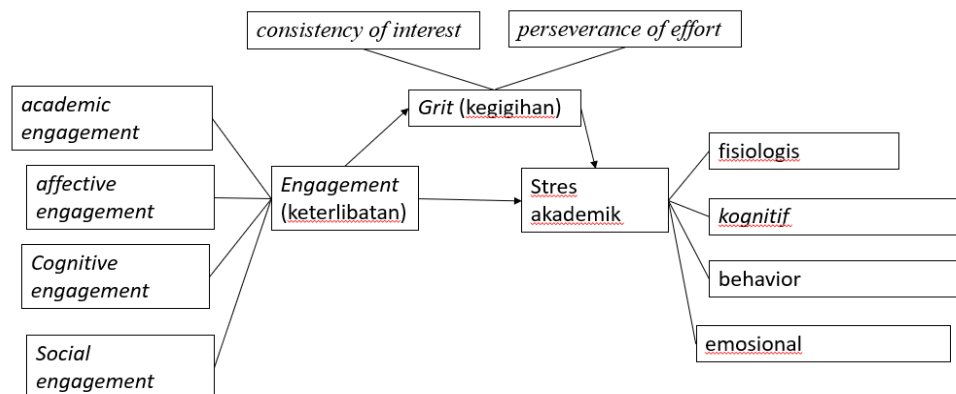 consistency of interest
perseverance of effort
academic
engagement
Grit (kegigihan)
affective
engagement
Engagement
(keterlibatan)
Stres
akademik
fisiologis
kognitif
Cognitive
engagement
behavior
Social
engagement
emosional